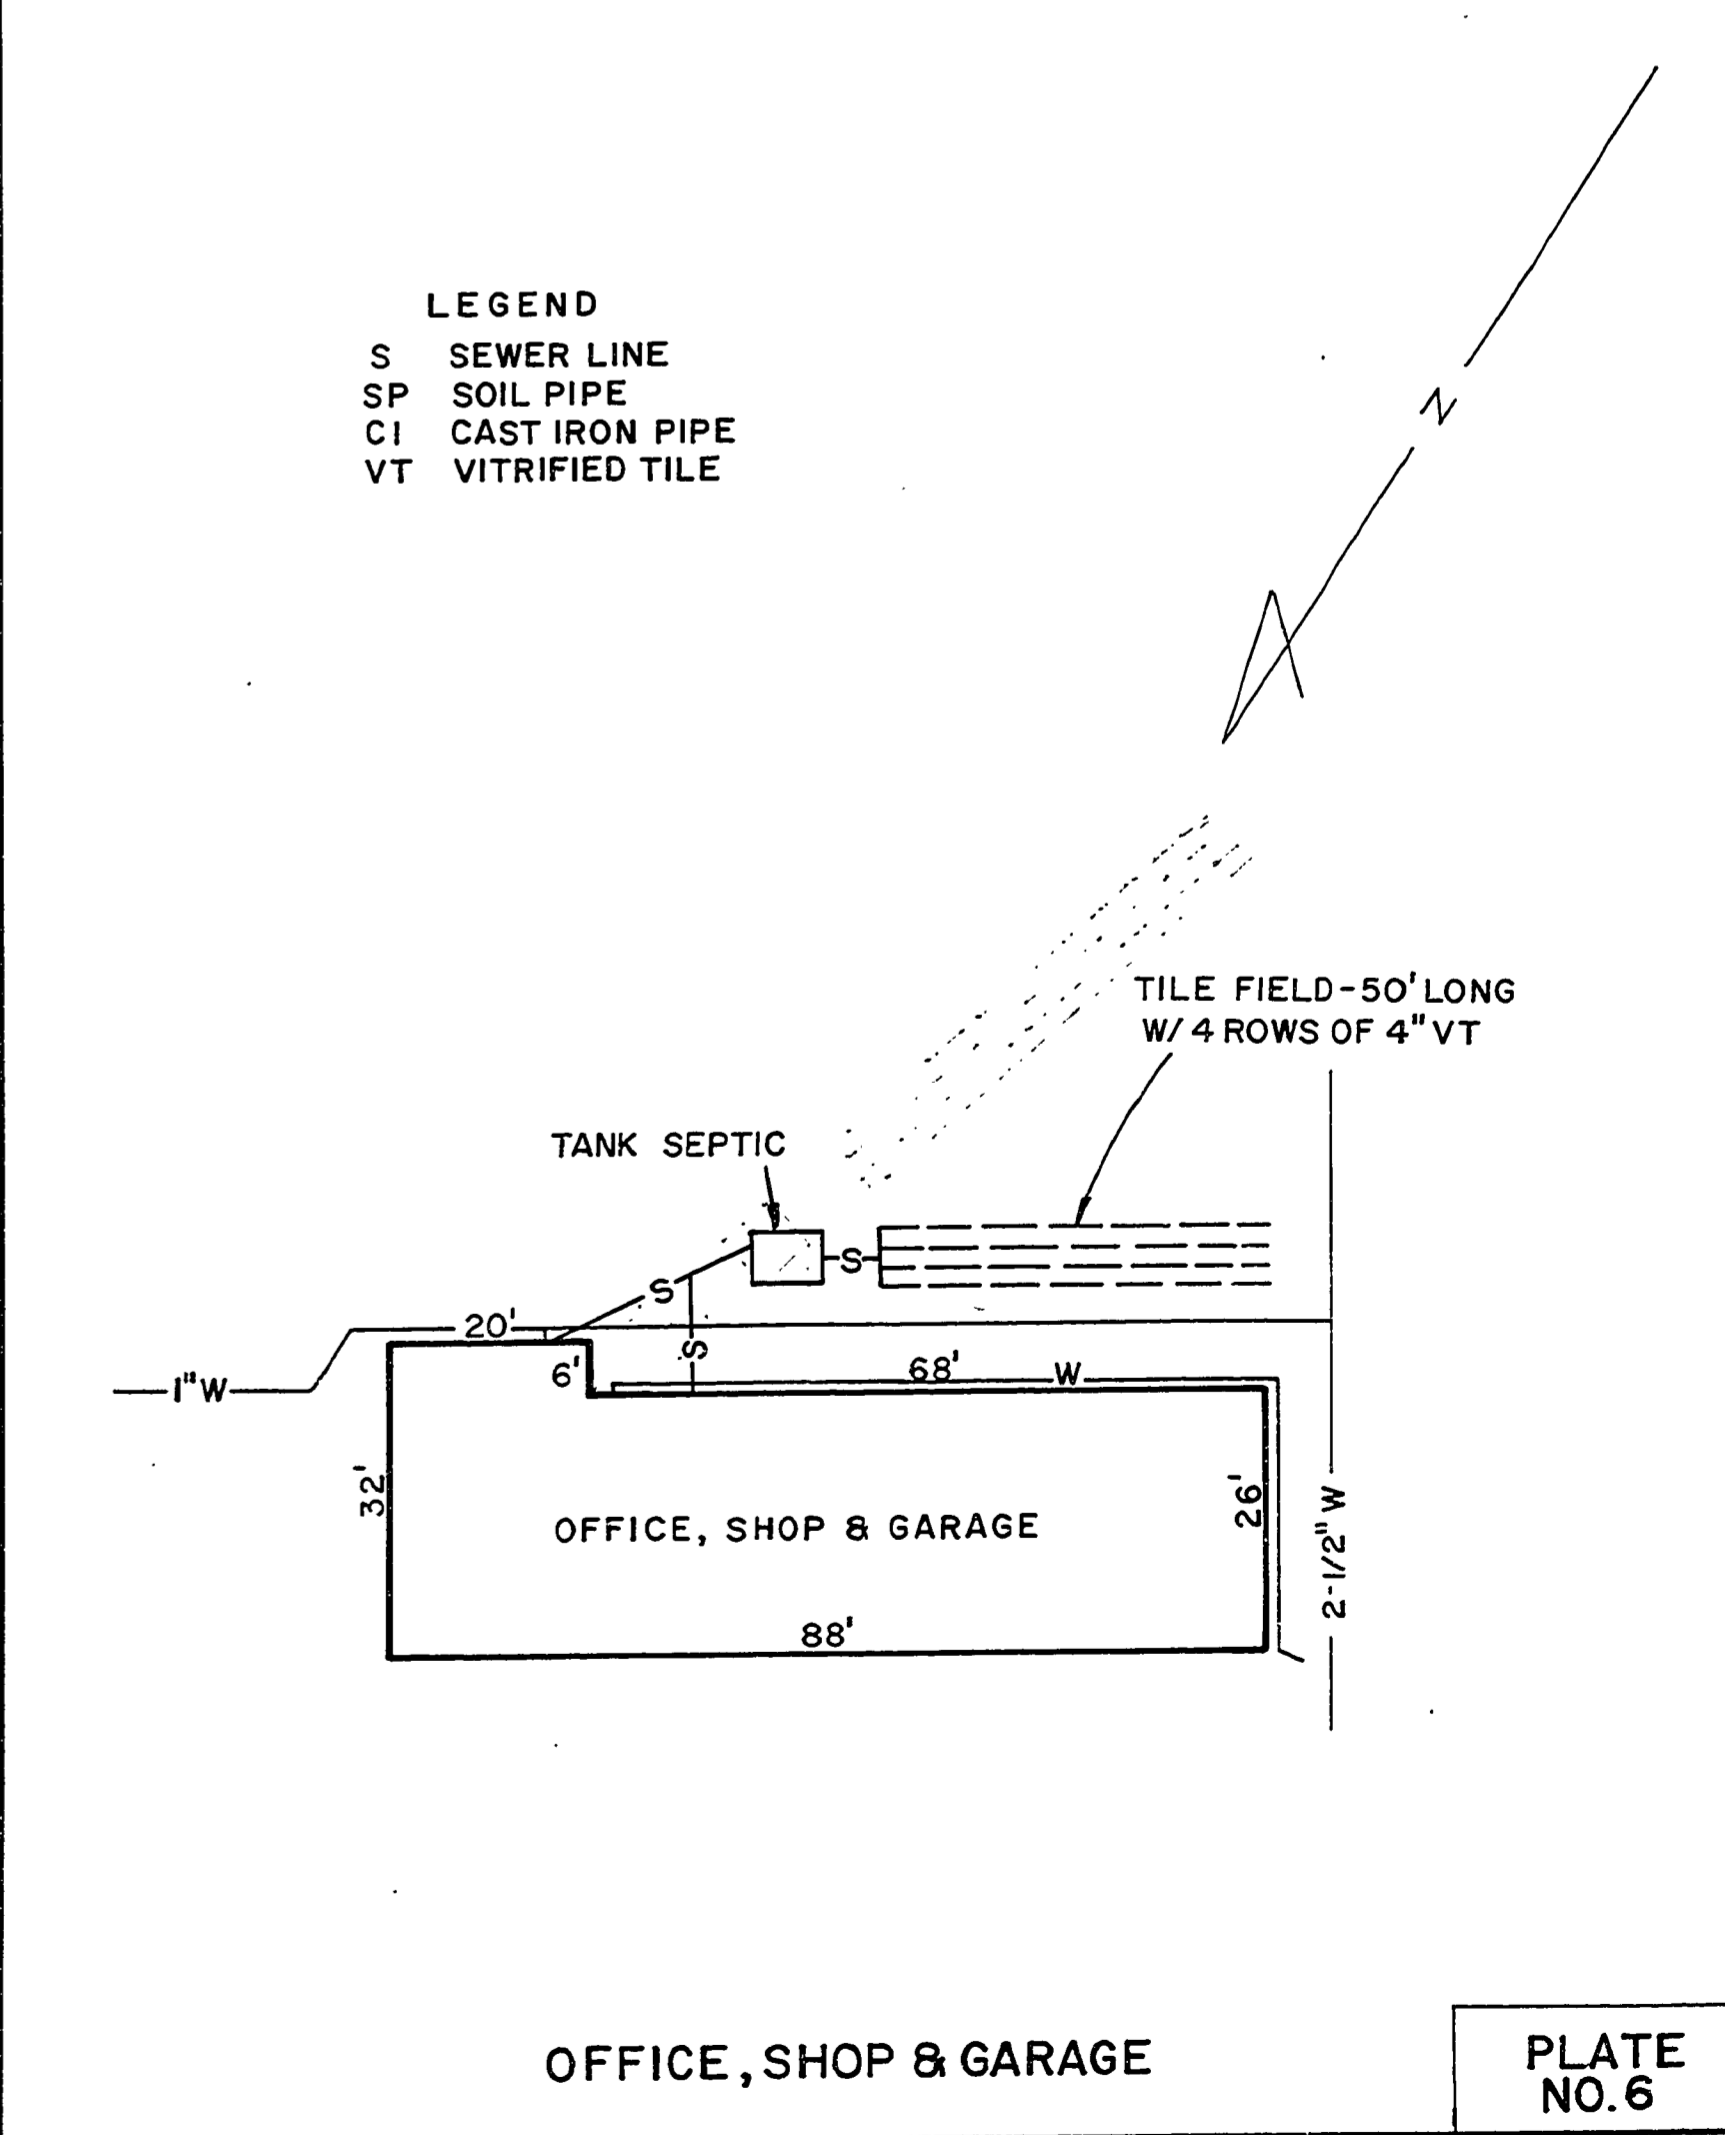 LEGEND
S SEWER LINE
SP SOIL PIPE
CI CAST IRON PIPE
VT VITRIFIED TILE
N
TILE FIELD-50' LONG
W/ 4 ROWS OF 4" VT
TANK SEPTIC
S
S
20'
S
6'
68'
W
1" W
32'
26'
2-1/2" W
OFFICE, SHOP & GARAGE
88'
OFFICE, SHOP & GARAGE
PLATE
NO. 6